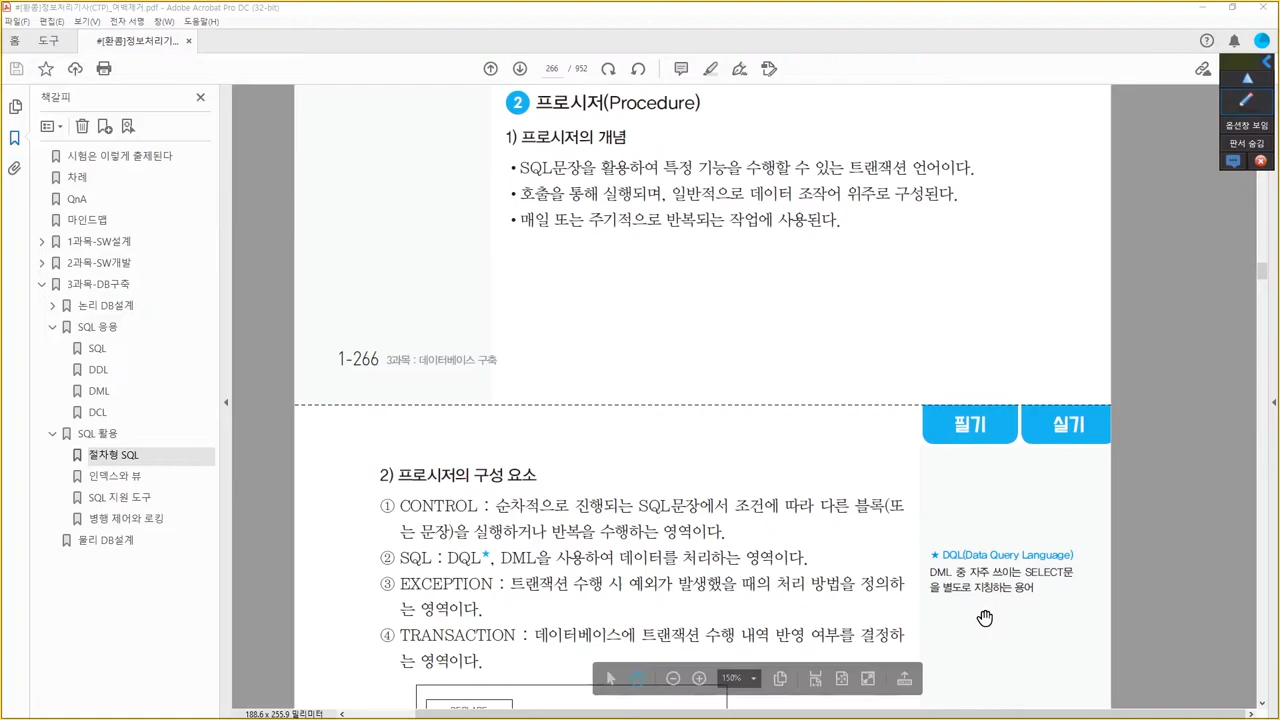 #[환콤]정보처리기사(CTP)_여백제거.pdf - Adobe Acrobat Pro DC (32-bit)
파일(F) 편집(E) 보기(V) 전자 서명 창(W) 도움말(H)
홈 도구 #[환콤]정보처리기... ×
266 / 952
책갈피
시험은 이렇게 출제된다
차례
QnA
마인드맵
1과목-SW설계
2과목-SW개발
3과목-DB구축
논리 DB설계
SQL 응용
SQL
DDL
DML
DCL
SQL 활용
절차형 SQL
인덱스와 뷰
SQL 지원 도구
병행 제어와 로킹
물리 DB설계
2 프로시저(Procedure)
1) 프로시저의 개념
• SQL문장을 활용하여 특정 기능을 수행할 수 있는 트랜잭션 언어이다.
• 호출을 통해 실행되며, 일반적으로 데이터 조작어 위주로 구성된다.
• 매일 또는 주기적으로 반복되는 작업에 사용된다.
1-266 3과목 : 데이터베이스 구축
필기 실기
2) 프로시저의 구성 요소
① CONTROL : 순차적으로 진행되는 SQL문장에서 조건에 따라 다른 블록(또
는 문장)을 실행하거나 반복을 수행하는 영역이다.
② SQL : DQL★, DML을 사용하여 데이터를 처리하는 영역이다.
③ EXCEPTION : 트랜잭션 수행 시 예외가 발생했을 때의 처리 방법을 정의하
는 영역이다.
④ TRANSACTION : 데이터베이스에 트랜잭션 수행 내역 반영 여부를 결정하
는 영역이다.
★ DQL(Data Query Language)
DML 중 자주 쓰이는 SELECT문
을 별도로 지칭하는 용어
옵션창 보임
판서 숨김
150%
188.6 x 255.9 밀리미터